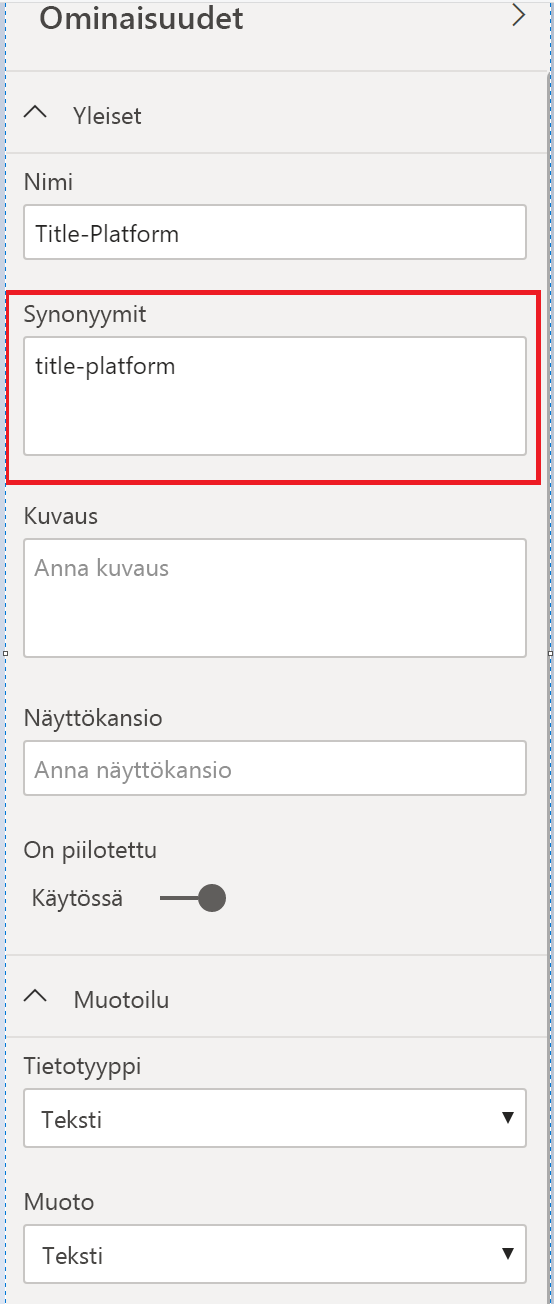 Ominaisuudet
Yleiset
Nimi
Title-Platform
Synonyymit
title-platform
Kuvaus
Anna kuvaus
Näyttökansio
Anna näyttökansio
On piilotettu
Käytössä
Muotoilu
Tietotyyppi
Teksti
Muoto
Teksti